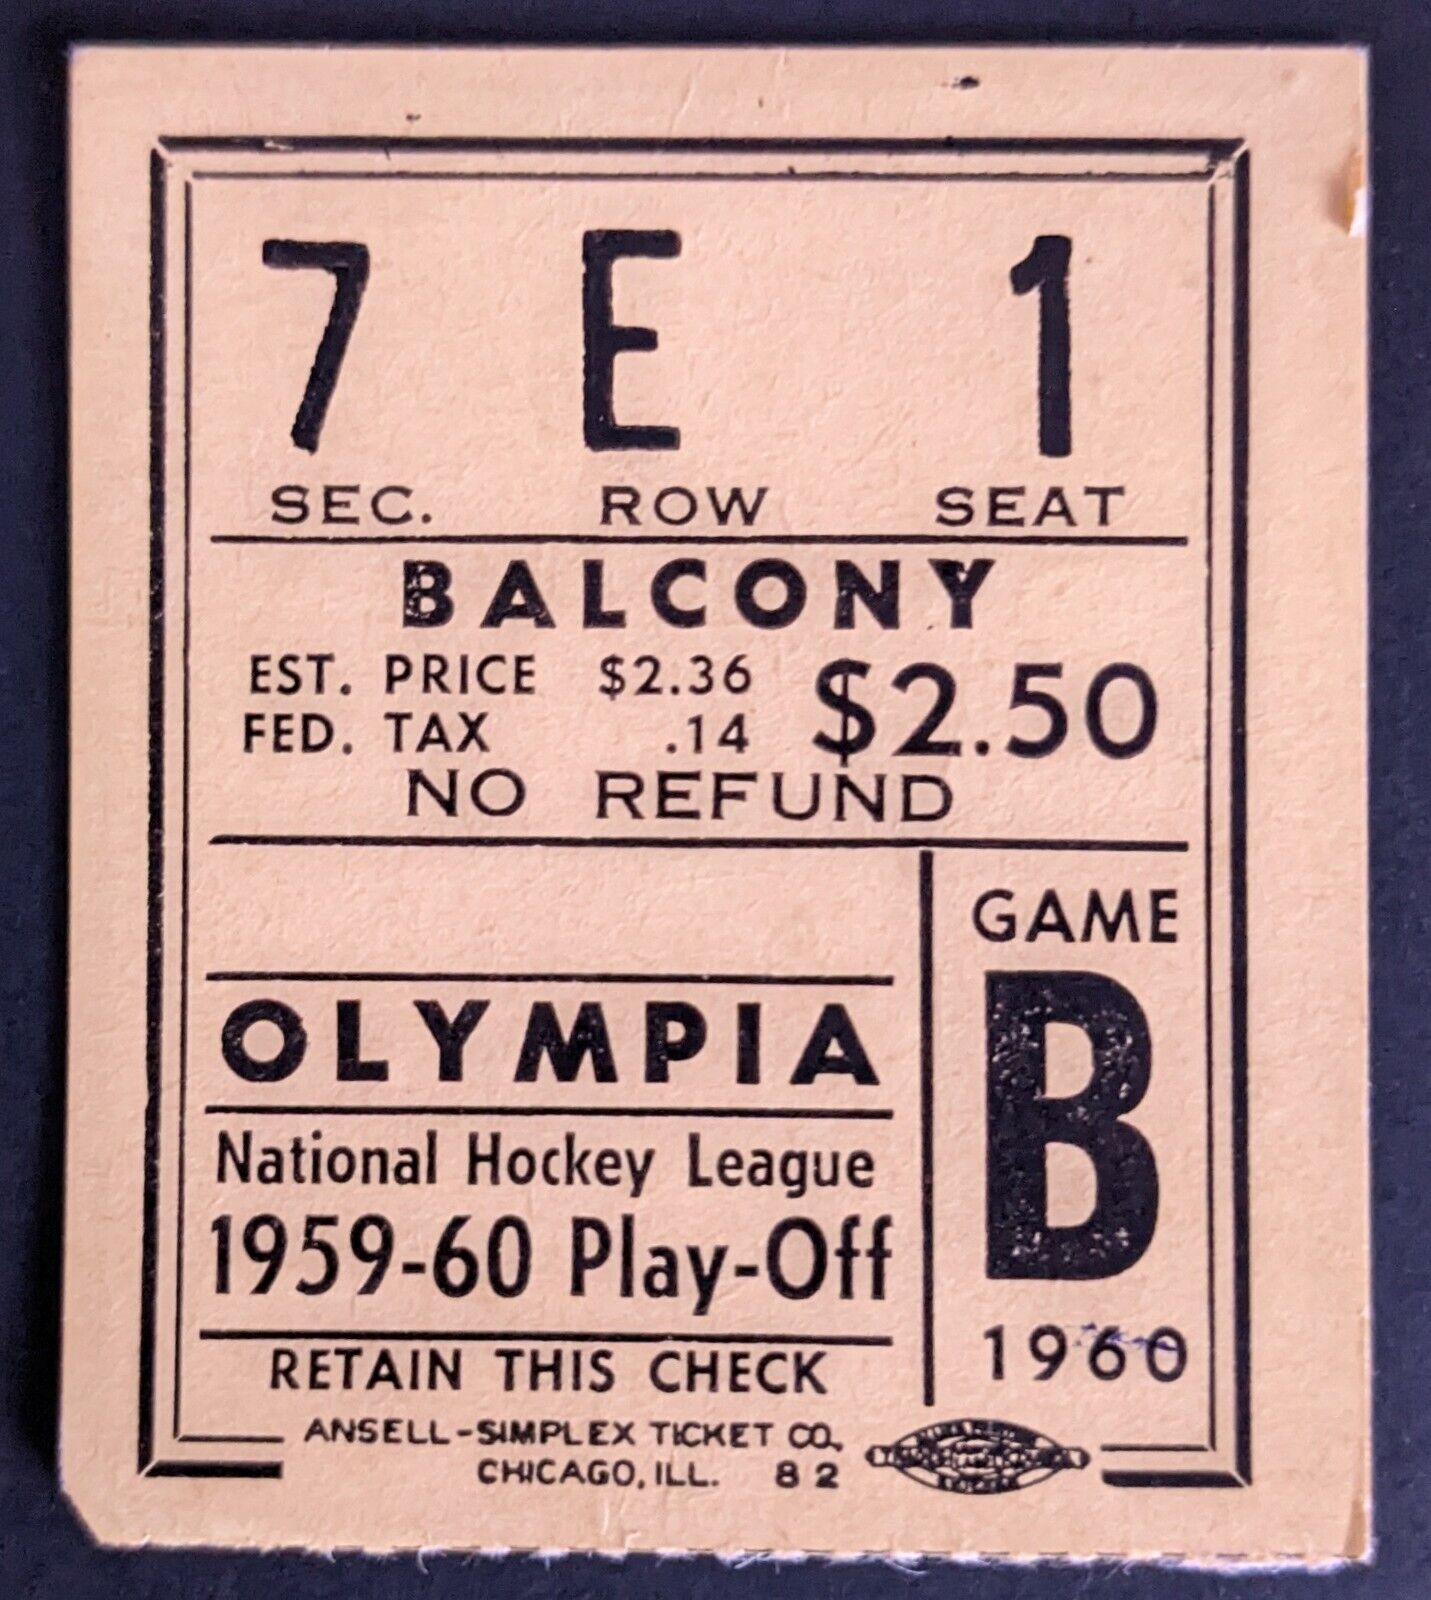 7 E 1
SEC. ROW SEAT
BALCONY
EST. PRICE $2.36
FED. TAX .14
$2.50
NO REFUND
OLYMPIA
National Hockey League
1959-60 Play-Off
RETAIN THIS CHECK
GAME
B
1960
ANSELL-SIMPLEX TICKET CO.
CHICAGO, ILL. 82